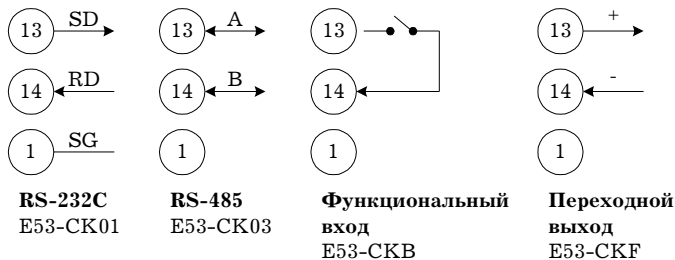 13 SD
14 RD
1 SG
RS-232C
E53-CK01
13 A
14 B
1
RS-485
E53-CK03
13
14
1
Функциональный
вход
E53-CKB
13 +
14 -
1
Переходной
выход
E53-CKF